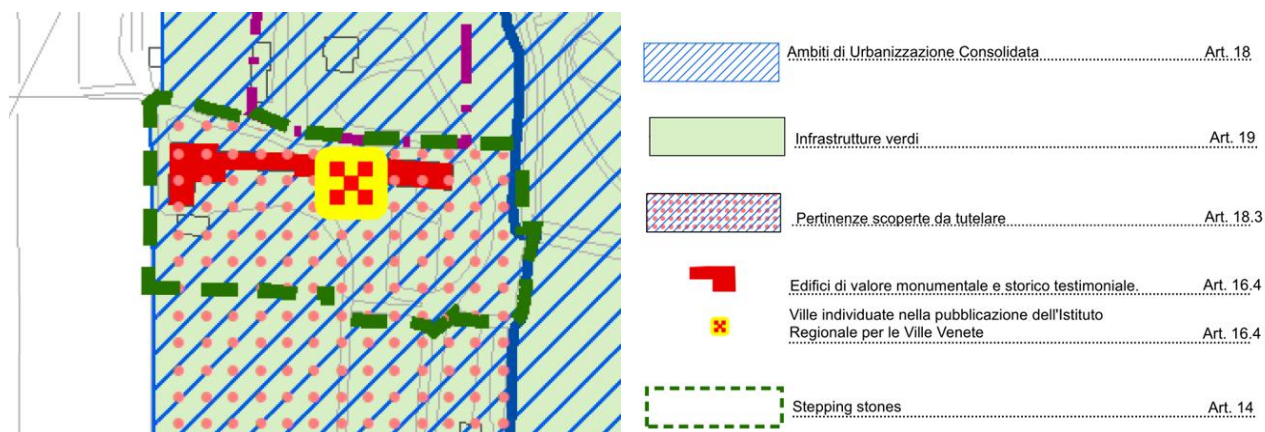 Ambiti di Urbanizzazione Consolidata Art. 18
Infrastrutture verdi Art. 19
Pertinenze scoperte da tutelare Art. 18.3
Edifici di valore monumentale e storico testimoniale. Art. 16.4
Ville individuate nella pubblicazione dell'Istituto
Regionale per le Ville Venete Art. 16.4
Stepping stones Art. 14